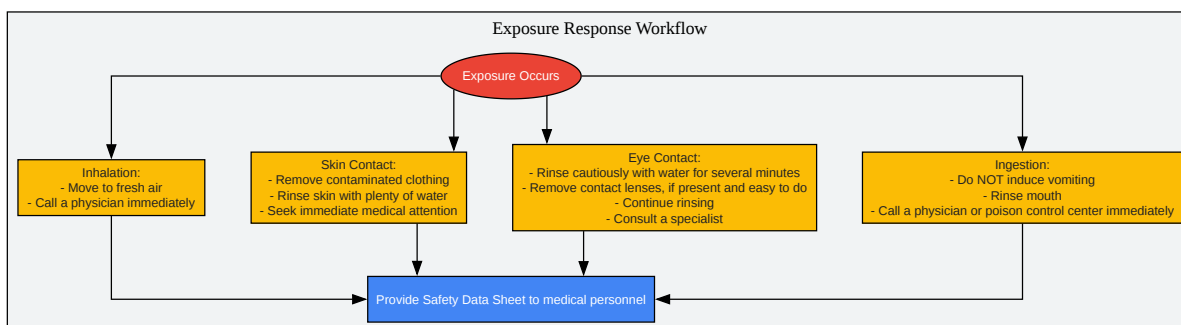 Exposure Response Workflow
Exposure Occurs
Inhalation:
- Move to fresh air
- Call a physician immediately
Skin Contact:
- Remove contaminated clothing
- Rinse skin with plenty of water
- Seek immediate medical attention
Eye Contact:
- Rinse cautiously with water for several minutes
- Remove contact lenses, if present and easy to do
- Continue rinsing
- Consult a specialist
Ingestion:
- Do NOT induce vomiting
- Rinse mouth
- Call a physician or poison control center immediately
Provide Safety Data Sheet to medical personnel